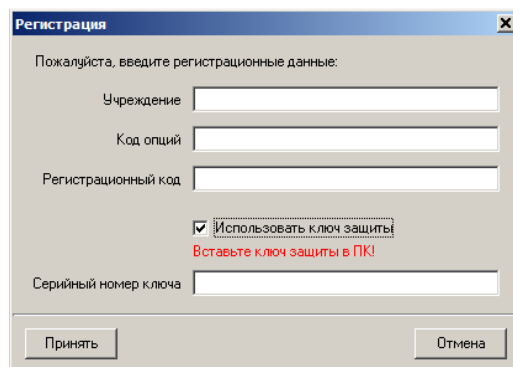 Регистрация
Пожалуйста, введите регистрационные данные:
Учреждение
Код опций
Регистрационный код
Использовать ключ защиты
Вставьте ключ защиты в ПК!
Серийный номер ключа
Принять
Отмена